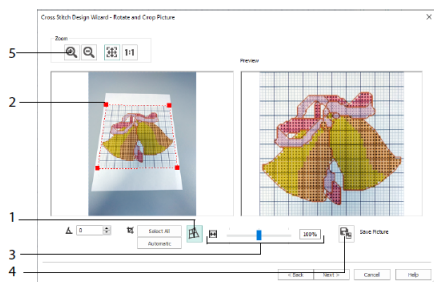 Cross Stitch Design Wizard - Rotate and Crop Picture
Zoom
5
1:1
Preview
2
1
0
Select All
100%
Save Picture
Automatic
3
4
< Back
Next >
Cancel
Help